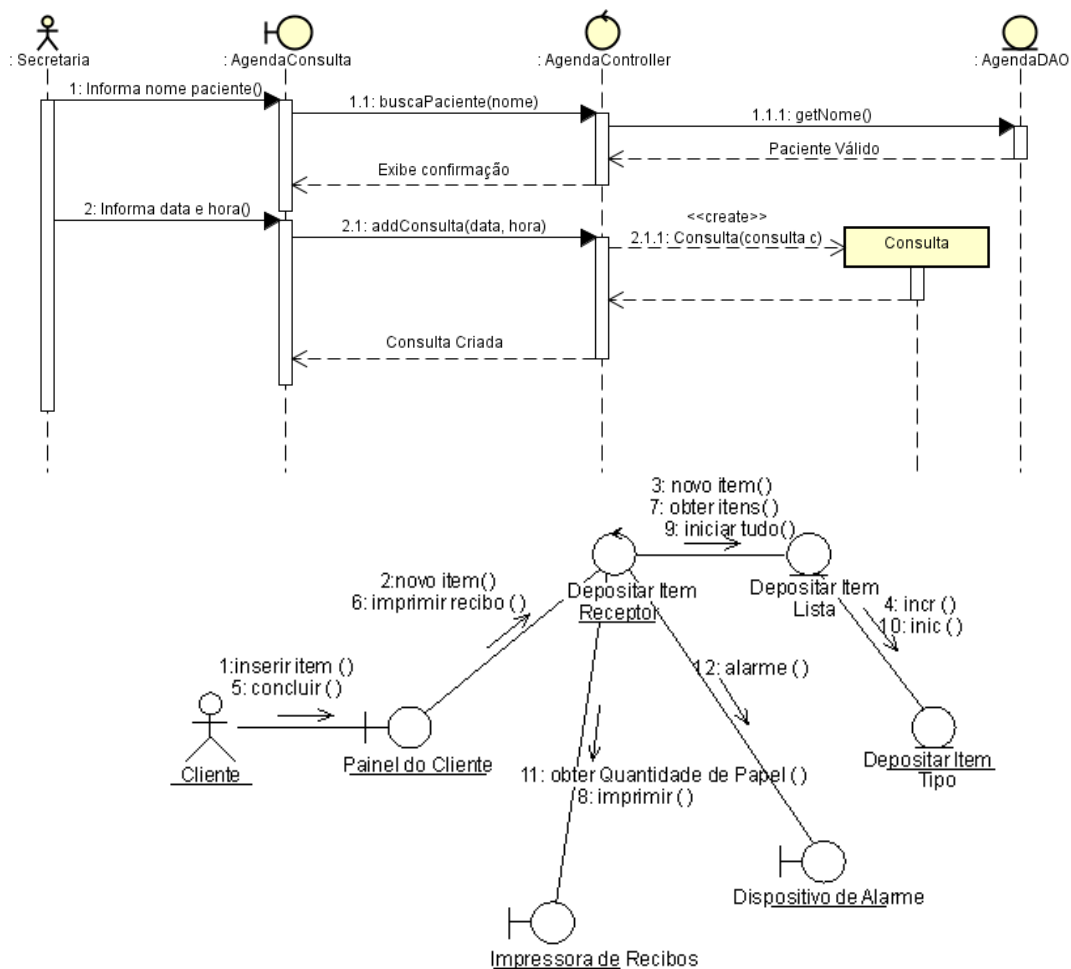 : Secretaria
: AgendaConsulta
: AgendaController
: AgendaDAO
1: Informa nome paciente()
1.1: buscaPaciente(nome)
1.1.1: getNome()
Paciente Válido
Exibe confirmação
2: Informa data e hora()
2.1: addConsulta(data, hora)
<<create>>
2.1.1: Consulta(consulta c)
Consulta
Consulta Criada
3: novo item()
7: obter itens()
9: iniciar tudo()
2:novo item()
6: imprimir recibo ()
Depositar Item
Receptor
Depositar Item
Lista
4: incr ()
10: inic ()
1:inserir item ()
5: concluir ()
12: alarme ()
Cliente
Painel do Cliente
Depositar Item
Tipo
11: obter Quantidade de Papel ()
8: imprimir ()
Dispositivo de Alarme
Impressora de Recibos